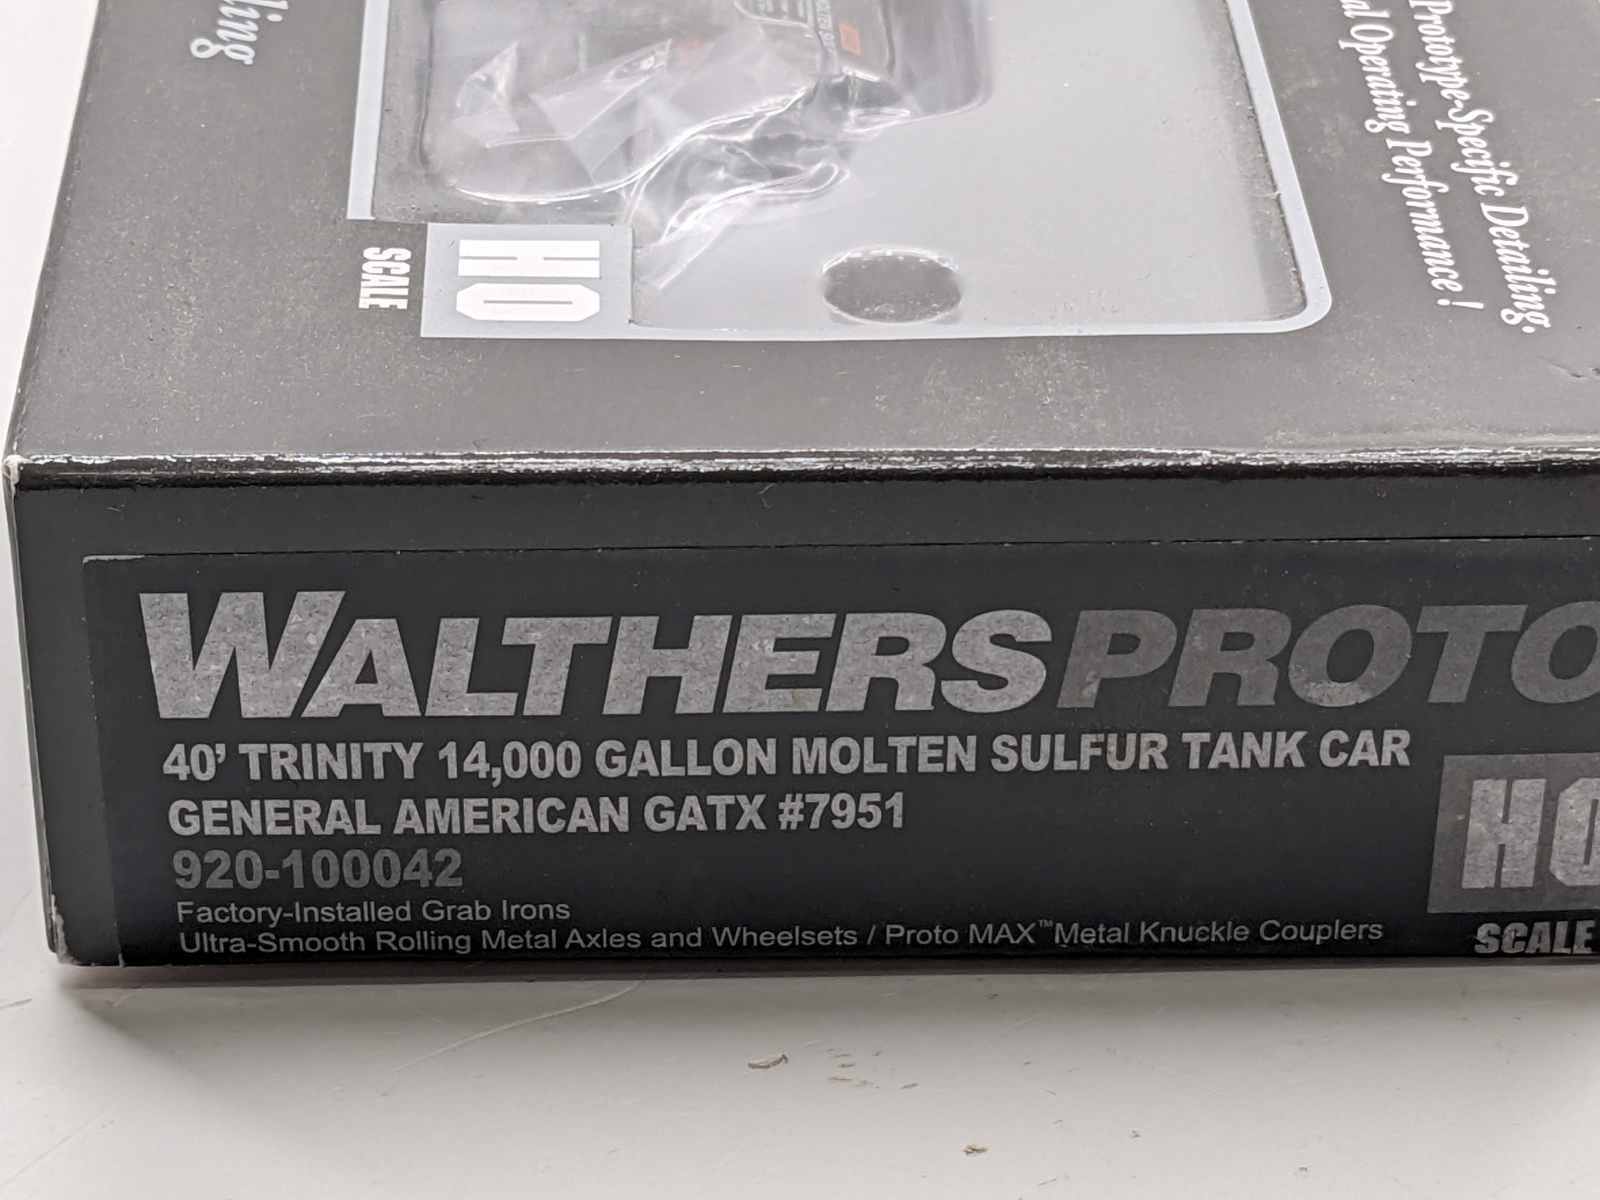 ling
HO
SCALE
Prototype-Specific Detailing,
Operating Performance!
WALTHERSPROTO
40' TRINITY 14,000 GALLON MOLTEN SULFUR TANK CAR
GENERAL AMERICAN GATX #7951
920-100042
Factory-Installed Grab Irons
Ultra-Smooth Rolling Metal Axles and Wheelsets / Proto MAX™ Metal Knuckle Couplers
HO
SCALE